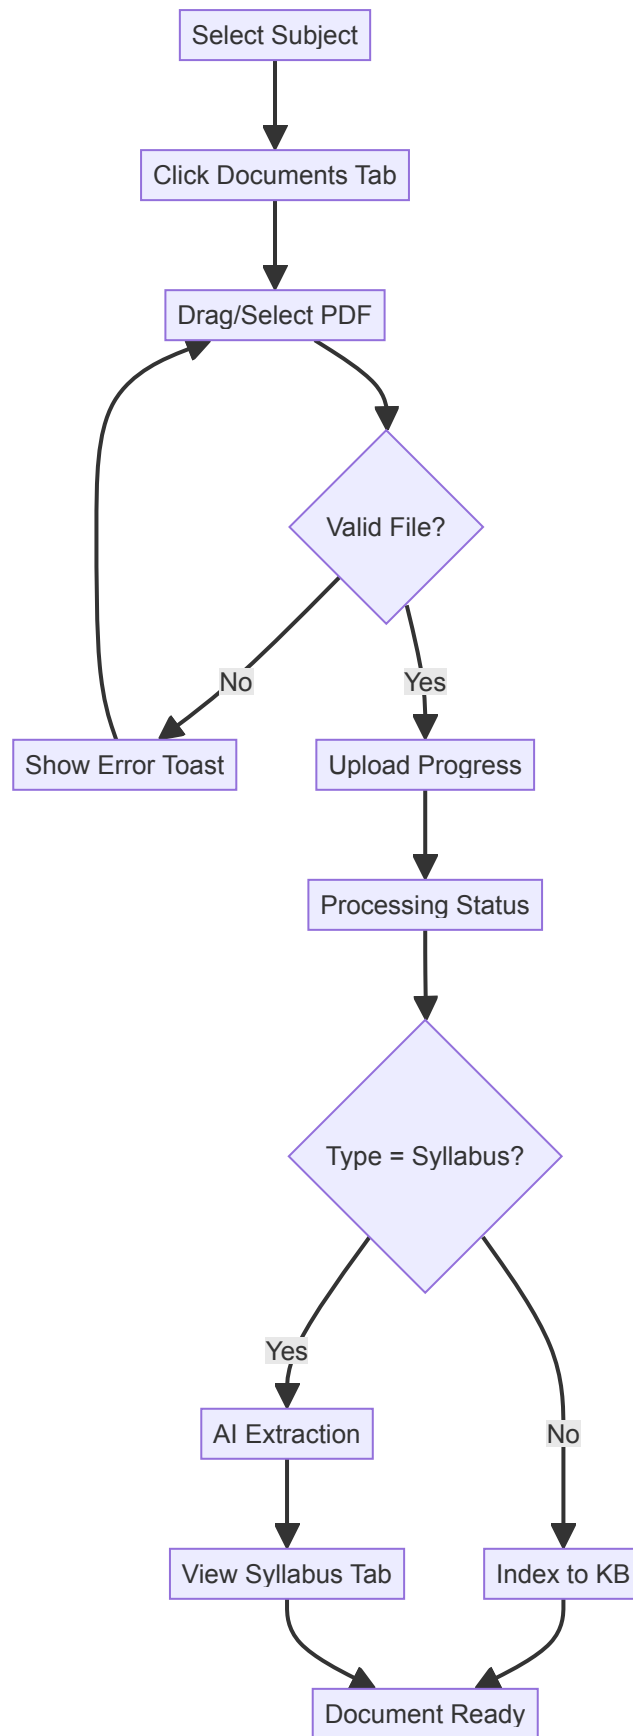 Select Subject
Click Documents Tab
Drag/Select PDF
Valid File?
No
Yes
Show Error Toast
Upload Progress
Processing Status
Type = Syllabus?
Yes
AI Extraction
No
View Syllabus Tab
Index to KB
Document Ready